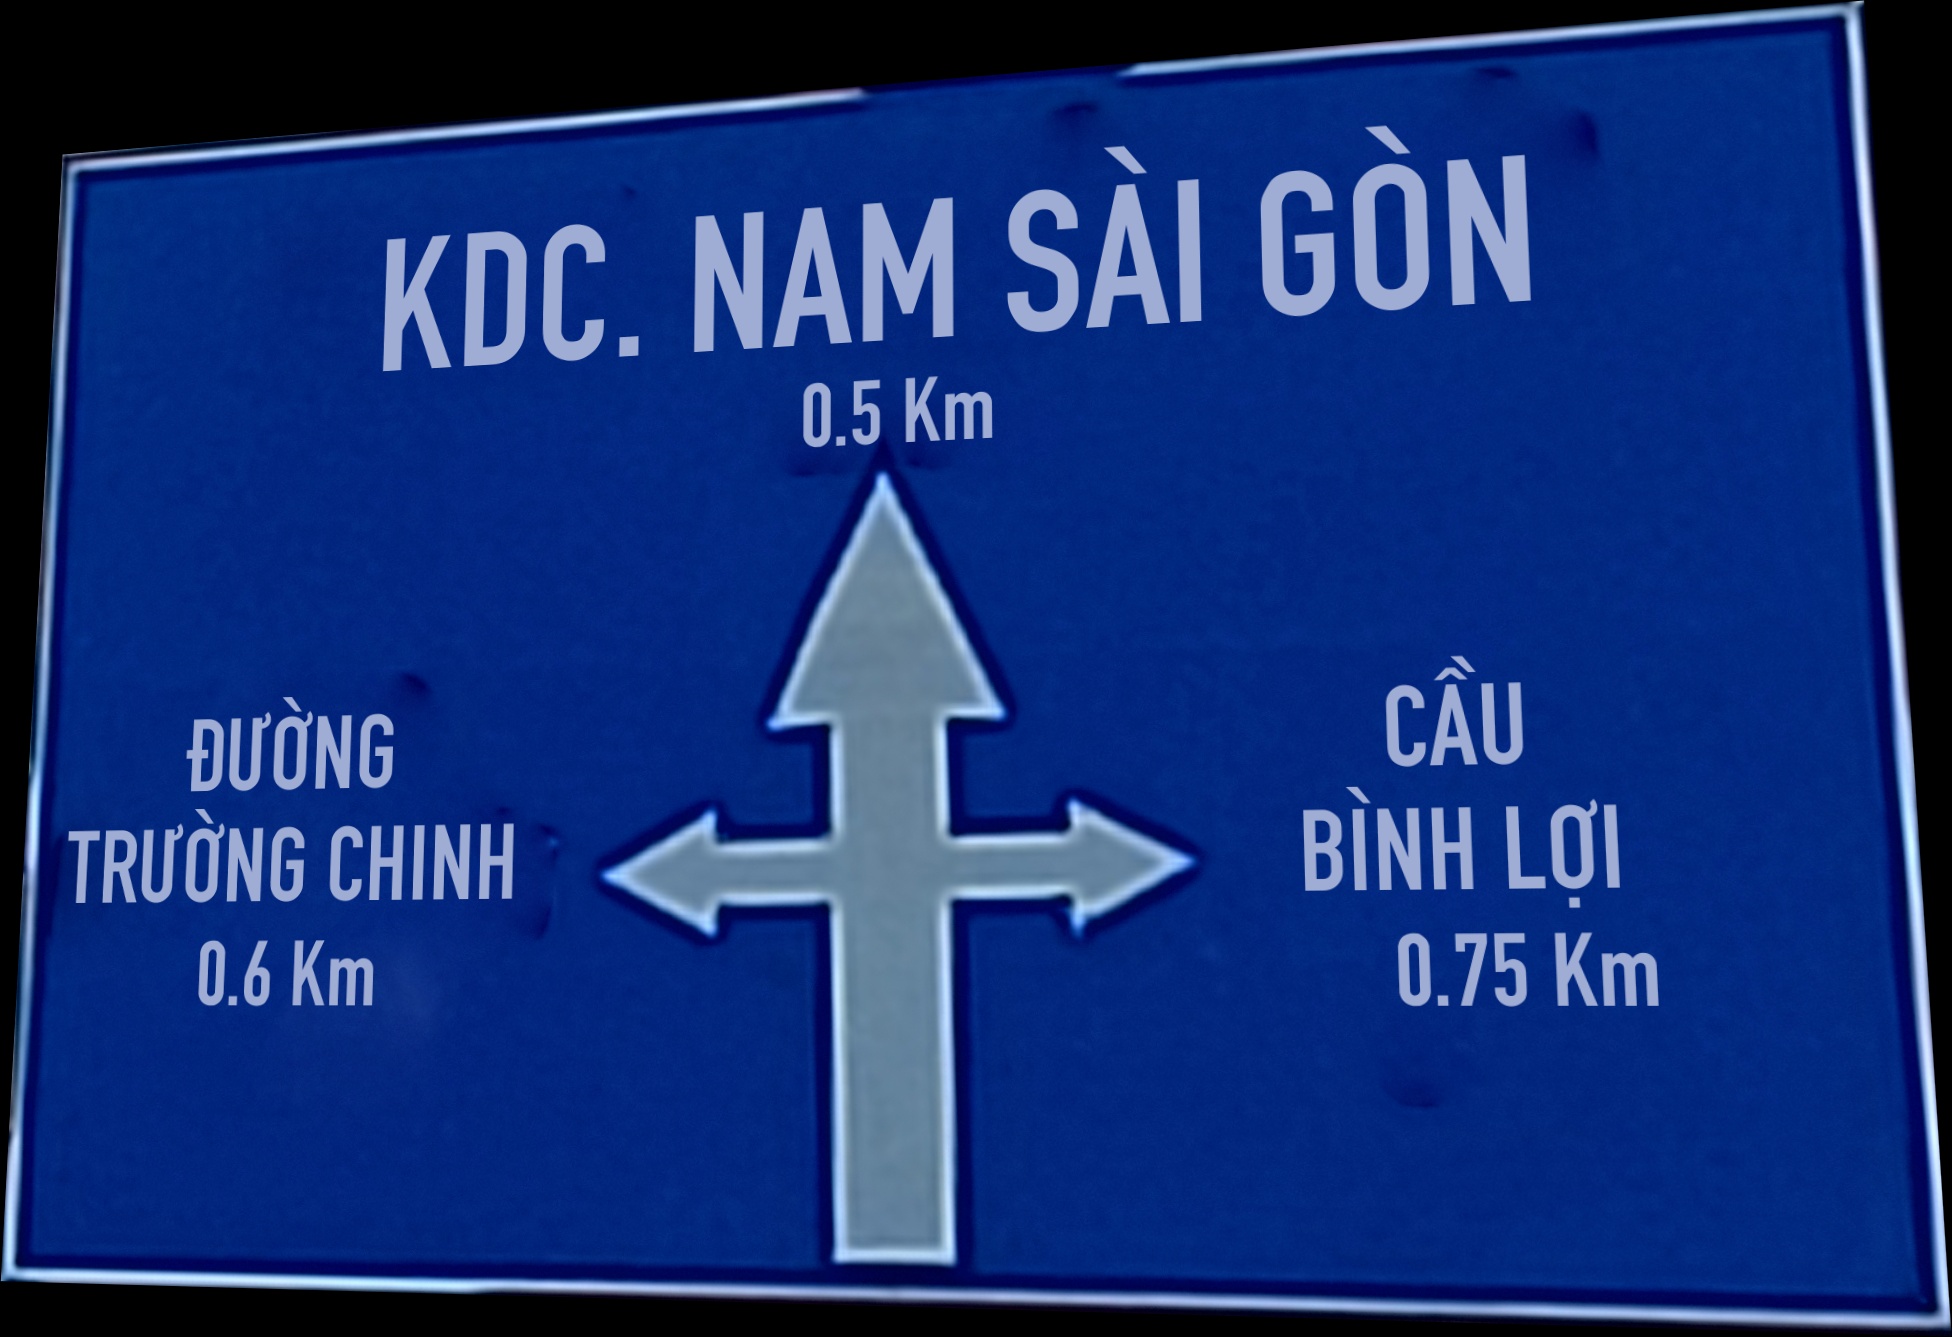 KDC. NAM SÀI GÒN
0.5 Km
ĐƯỜNG
TRƯỜNG CHINH
0.6 Km
CẦU
BÌNH LỢI
0.75 Km